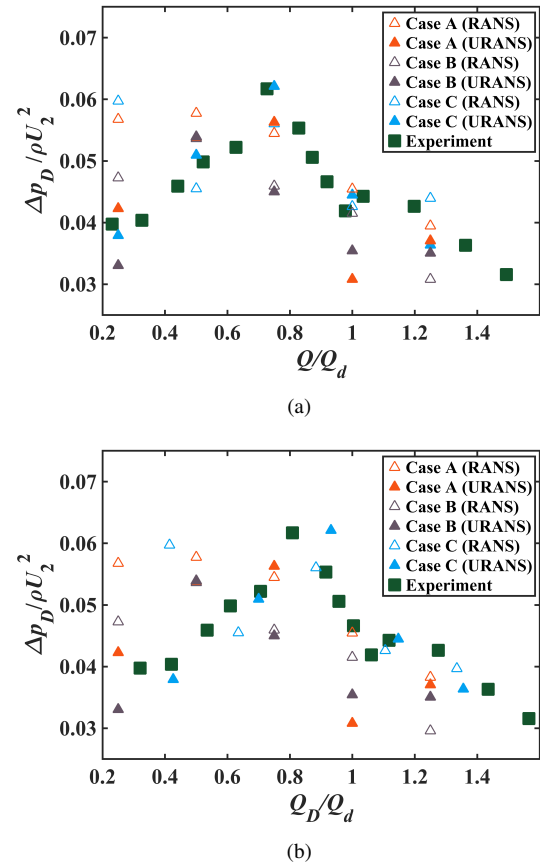 0.07
0.06
0.05
0.04
0.03
Δp_D/ρU_2^2
0.2 0.4 0.6 0.8 1 1.2 1.4
Q/Q_d
Case A (RANS)
Case A (URANS)
Case B (RANS)
Case B (URANS)
Case C (RANS)
Case C (URANS)
Experiment
(a)
0.07
0.06
0.05
0.04
0.03
Δp_D/ρU_2^2
0.2 0.4 0.6 0.8 1 1.2 1.4
Q_D/Q_d
Case A (RANS)
Case A (URANS)
Case B (RANS)
Case B (URANS)
Case C (RANS)
Case C (URANS)
Experiment
(b)